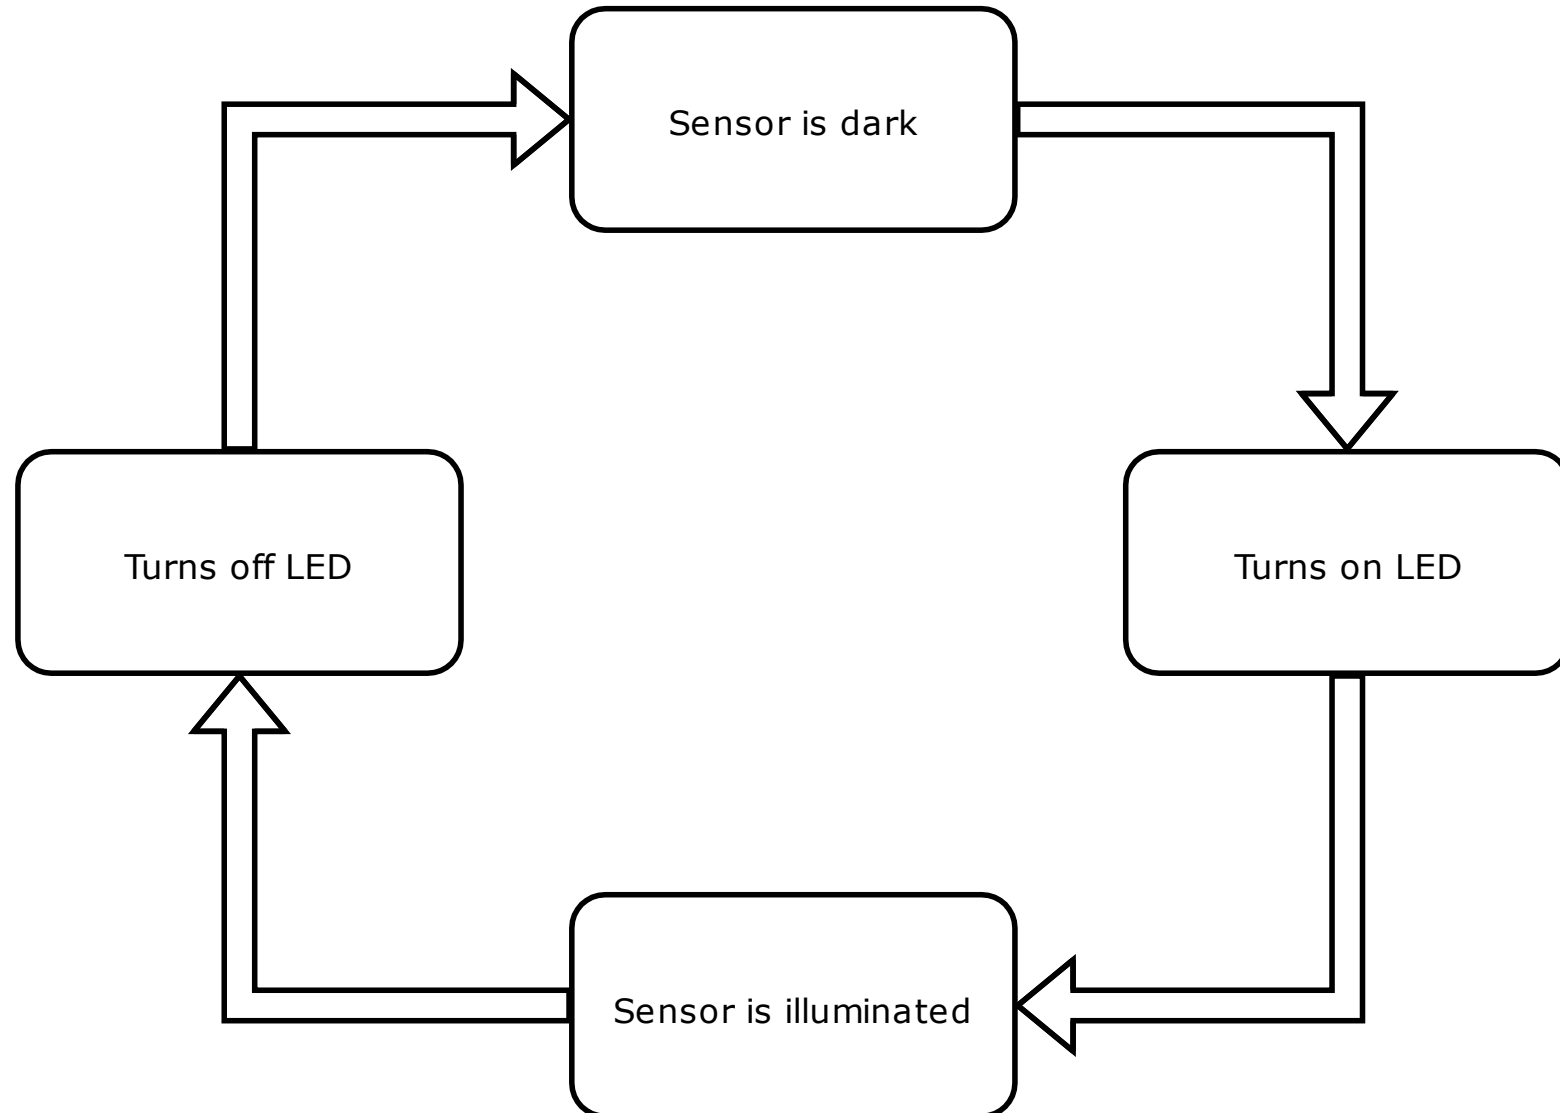 Sensor is dark
Turns off LED
Turns on LED
Sensor is illuminated